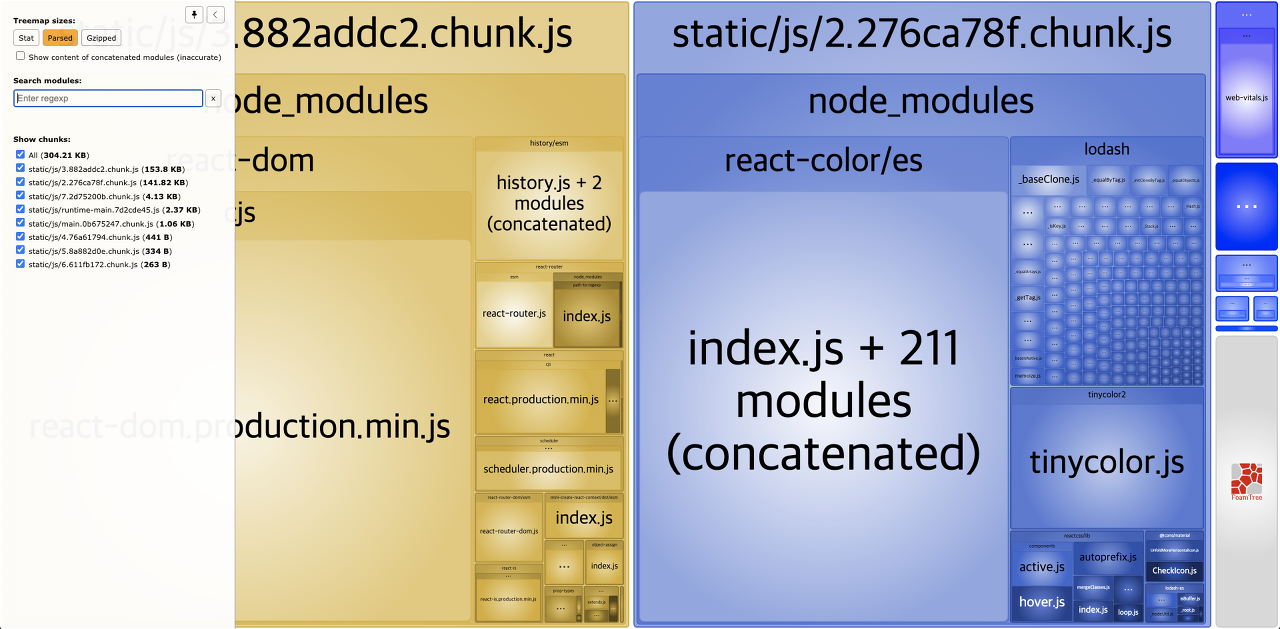 Treemap sizes:
Stat
Parsed
Gzipped
Show content of concatenated modules (inaccurate)
Search modules:
Enter regexp
x
Show chunks:
All (304.21 KB)
static/js/3.882addc2.chunk.js (153.8 KB)
static/js/2.276ca78f.chunk.js (141.82 KB)
static/js/7.2d75200b.chunk.js (4.13 KB)
static/js/runtime-main.7d2cde45.js (2.37 KB)
static/js/main.0b675247.chunk.js (1.06 KB)
static/js/4.76a61794.chunk.js (441 B)
static/js/5.8a882d0e.chunk.js (334 B)
static/js/6.611fb172.chunk.js (263 B)
static/js/3.882addc2.chunk.js
node_modules
react-dom
cjs
react-dom.production.min.js
history/esm
history.js + 2
modules
(concatenated)
react-router
esm
react-router.js
node_modules
path-to-regexp
index.js
react
cjs
react.production.min.js
...
scheduler
...
scheduler.production.min.js
react-router-dom/esm
react-router-dom.js
mini-create-react-context/dist/esm
index.js
...
...
object-assign
index.js
react-is
...
react-is.production.min.js
prop-types
...
...
extends.js
...
static/js/2.276ca78f.chunk.js
node_modules
react-color/es
index.js + 211
modules
(concatenated)
lodash
_baseClone.js
_equalByTag.js
_isKey.js
Stack.js
_equalArrays.js
_getTag.js
memoize.js
tinycolor2
tinycolor.js
reactcss/lib
components
active.js
hover.js
autoprefix.js
mergeClasses.js
...
index.js
loop.js
@icons/material
UnfoldMoreHorizontalIcon.js
CheckIcon.js
lodash-es
...
isBuffer.js
_root.js
...
...
web-vitals.js
...
...
...
...
FoamTree